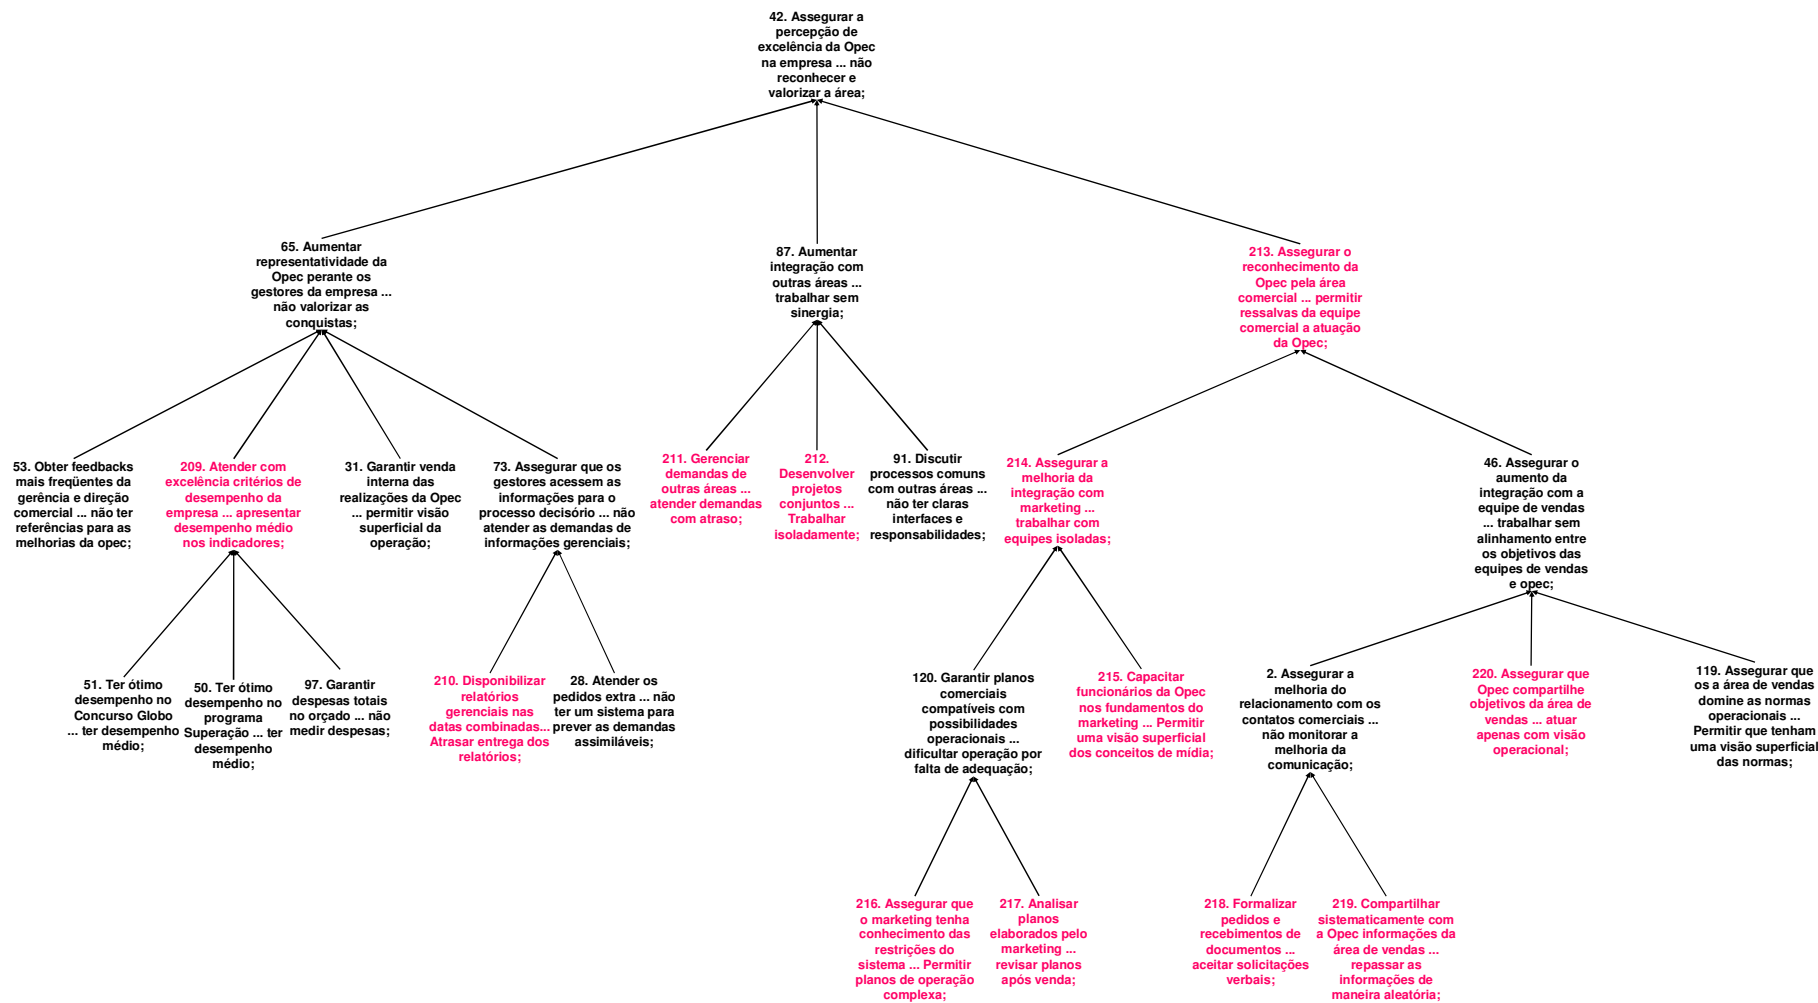 42. Assegurar a
percepção de
excelência da Opec
na empresa ... não
reconhecer e
valorizar a área;
65. Aumentar
representatividade da
Opec perante os
gestores da empresa ...
não valorizar as
conquistas;
87. Aumentar
integração com
outras áreas ...
trabalhar sem
sinergia;
213. Assegurar o
reconhecimento da
Opec pela área
comercial ... permitir
ressalvas da equipe
comercial a atuação
da Opec;
53. Obter feedbacks
mais freqüentes da
gerência e direção
comercial ... não ter
referências para as
melhorias da opec;
209. Atender com
excelência critérios de
desempenho da
empresa ... apresentar
desempenho médio
nos indicadores;
31. Garantir venda
interna das
realizações da Opec
... permitir visão
superficial da
operação;
73. Assegurar que os
gestores acessem as
informações para o
processo decisório ... não
atender as demandas de
informações gerenciais;
211. Gerenciar
demandas de
outras áreas ...
atender demandas
com atraso;
212.
Desenvolver
projetos
conjuntos ...
Trabalhar
isoladamente;
91. Discutir
processos comuns
com outras áreas ...
não ter claras
interfaces e
responsabilidades;
214. Assegurar a
melhoria da
integração com
marketing ...
trabalhar com
equipes isoladas;
46. Assegurar o
aumento da
integração com a
equipe de vendas
... trabalhar sem
alinhamento entre
os objetivos das
equipes de vendas
e opec;
51. Ter ótimo
desempenho no
Concurso Globo
... ter desempenho
médio;
50. Ter ótimo
desempenho no
programa
Superação ... ter
desempenho
médio;
97. Garantir
despesas totais
no orçado ... não
medir despesas;
210. Disponibilizar
relatórios
gerenciais nas
datas combinadas...
Atrasar entrega dos
relatórios;
28. Atender os
pedidos extra ... não
ter um sistema para
prever as demandas
assimiláveis;
120. Garantir planos
comerciais
compatíveis com
possibilidades
operacionais ...
dificultar operação por
falta de adequação;
215. Capacitar
funcionários da Opec
nos fundamentos do
marketing ... Permitir
uma visão superficial
dos conceitos de mídia;
2. Assegurar a
melhoria do
relacionamento com os
contatos comerciais ...
não monitorar a
melhoria da
comunicação;
220. Assegurar que
Opec compartilhe
objetivos da área de
vendas ... atuar
apenas com visão
operacional;
119. Assegurar que
os a área de vendas
domine as normas
operacionais ...
Permitir que tenham
uma visão superficial
das normas;
216. Assegurar que
o marketing tenha
conhecimento das
restrições do
sistema ... Permitir
planos de operação
complexa;
217. Analisar
planos
elaborados pelo
marketing ...
revisar planos
após venda;
218. Formalizar
pedidos e
recebimentos de
documentos ...
aceitar solicitações
verbais;
219. Compartilhar
sistematicamente com
a Opec informações da
área de vendas ...
repassar as
informações de
maneira aleatória;